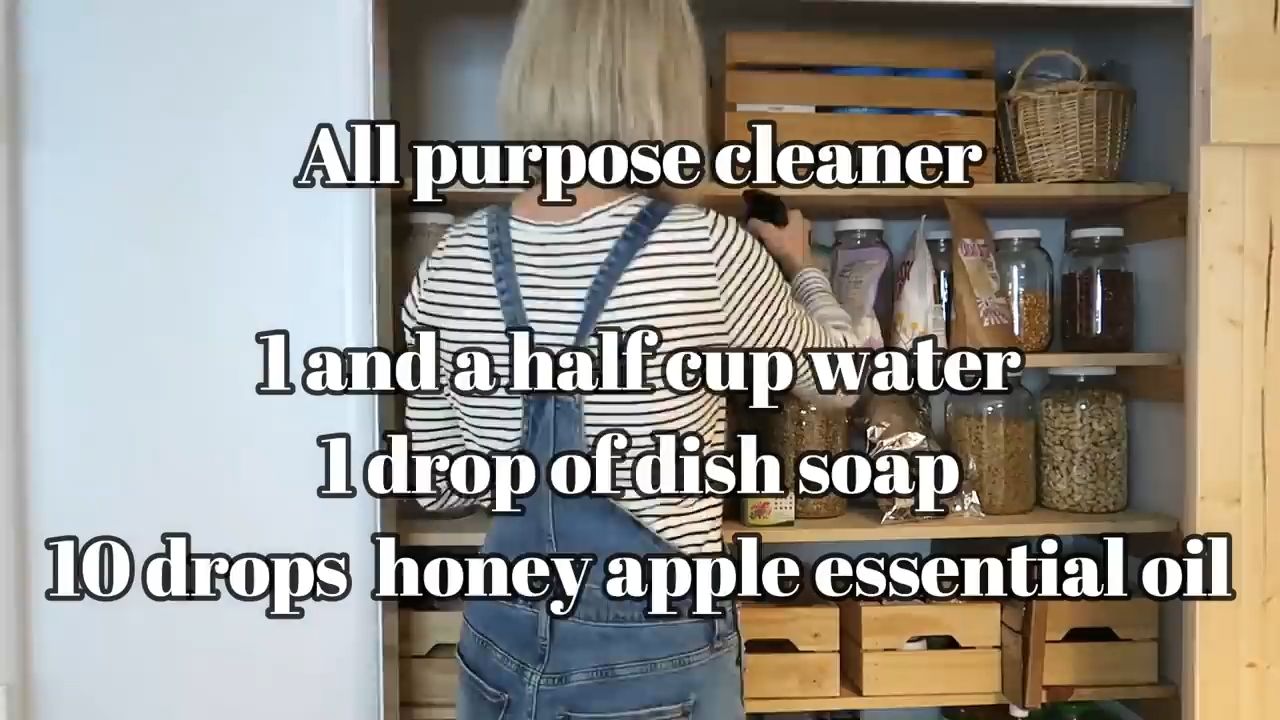 All purpose cleaner
1 and a half cup water
1 drop of dish soap
10 drops honey apple essential oil